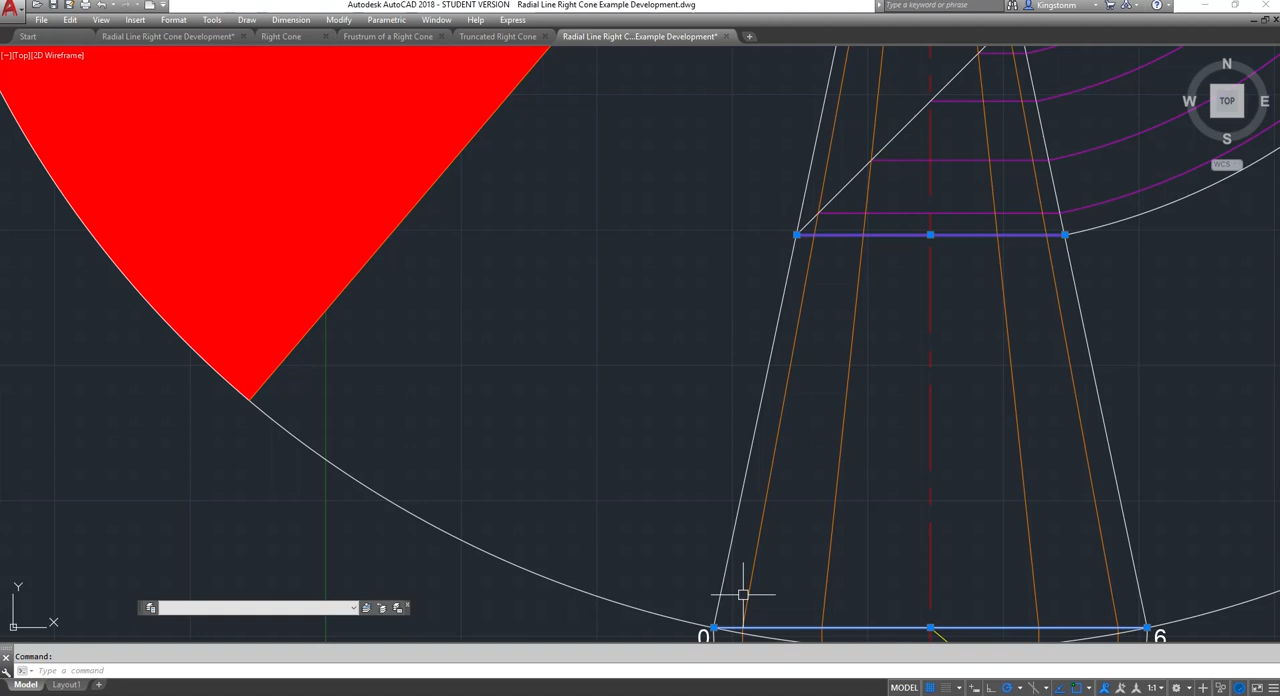 Autodesk AutoCAD 2018 - STUDENT VERSION Radial Line Right Cone Example Development.dwg
Type a keyword or phrase
Kingstonm
File Edit View Insert Format Tools Draw Dimension Modify Parametric Window Help Express
Start Radial Line Right Cone Development* Right Cone Frustrum of a Right Cone Truncated Right Cone Radial Line Right C...Example Development*
[−][Top][2D Wireframe]
N
W TOP E
S
WCS
Y
X
0 6
Command:
Type a command
Model Layout1 +
MODEL 1:1